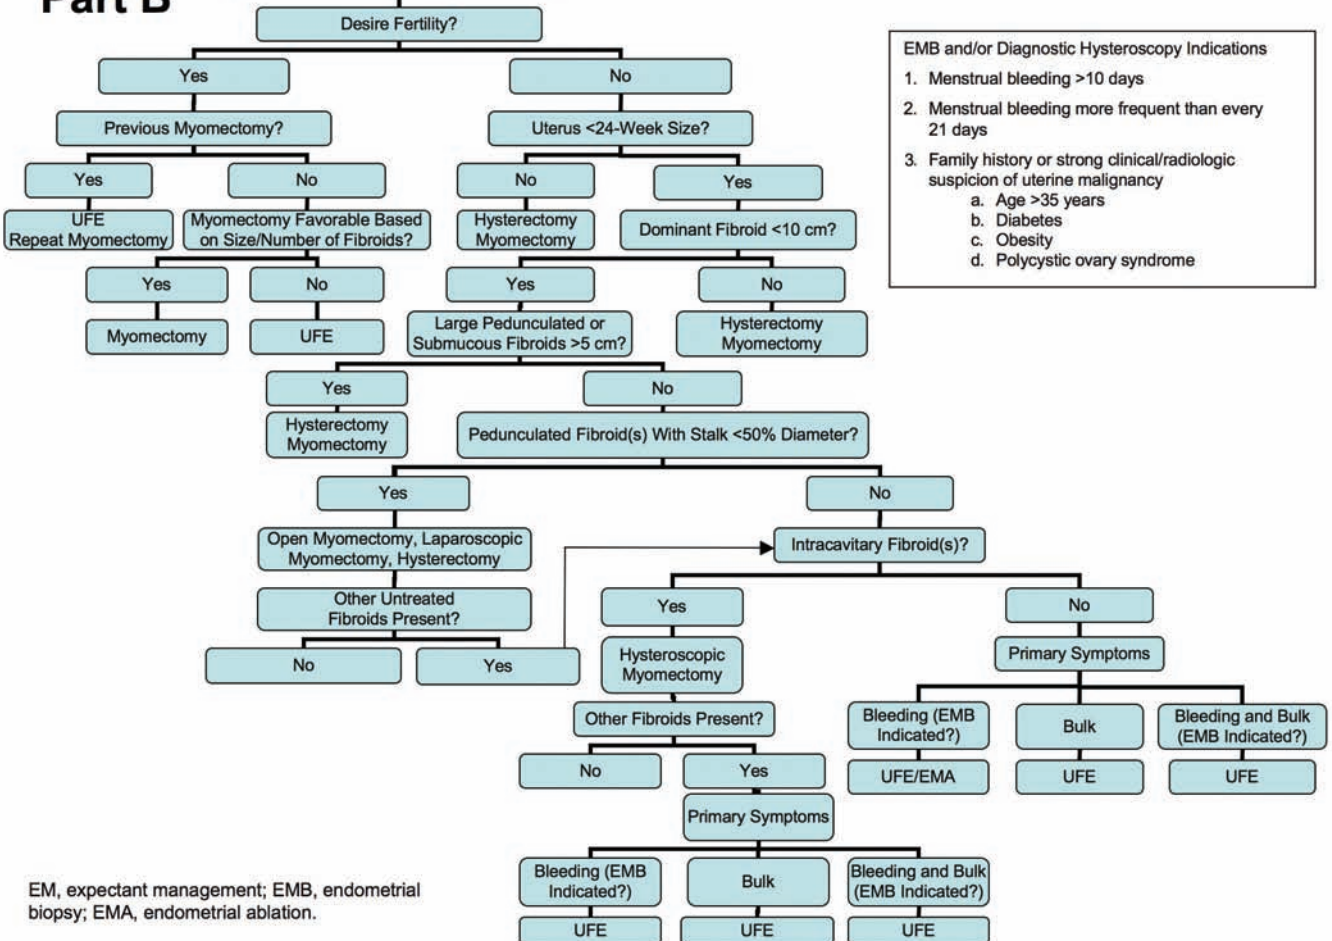 Part B
Desire Fertility?
Yes
No
Previous Myomectomy?
Uterus <24-Week Size?
Yes
No
No
Yes
UFE
Repeat Myomectomy
Myomectomy Favorable Based
on Size/Number of Fibroids?
Hysterectomy
Myomectomy
Dominant Fibroid <10 cm?
Yes
No
Yes
No
Myomectomy
UFE
Large Pedunculated or
Submucous Fibroids >5 cm?
Hysterectomy
Myomectomy
Yes
No
Hysterectomy
Myomectomy
Pedunculated Fibroid(s) With Stalk <50% Diameter?
Yes
No
Open Myomectomy, Laparoscopic
Myomectomy, Hysterectomy
Intracavitary Fibroid(s)?
Other Untreated
Fibroids Present?
Yes
No
No
Yes
Hysteroscopic
Myomectomy
Primary Symptoms
Other Fibroids Present?
Bleeding (EMB
Indicated?)
Bulk
Bleeding and Bulk
(EMB Indicated?)
No
Yes
UFE/EMA
UFE
UFE
Primary Symptoms
Bleeding (EMB
Indicated?)
Bulk
Bleeding and Bulk
(EMB Indicated?)
UFE
UFE
UFE
EMB and/or Diagnostic Hysteroscopy Indications
1. Menstrual bleeding >10 days
2. Menstrual bleeding more frequent than every
21 days
3. Family history or strong clinical/radiologic
suspicion of uterine malignancy
a. Age >35 years
b. Diabetes
c. Obesity
d. Polycystic ovary syndrome
EM, expectant management; EMB, endometrial
biopsy; EMA, endometrial ablation.